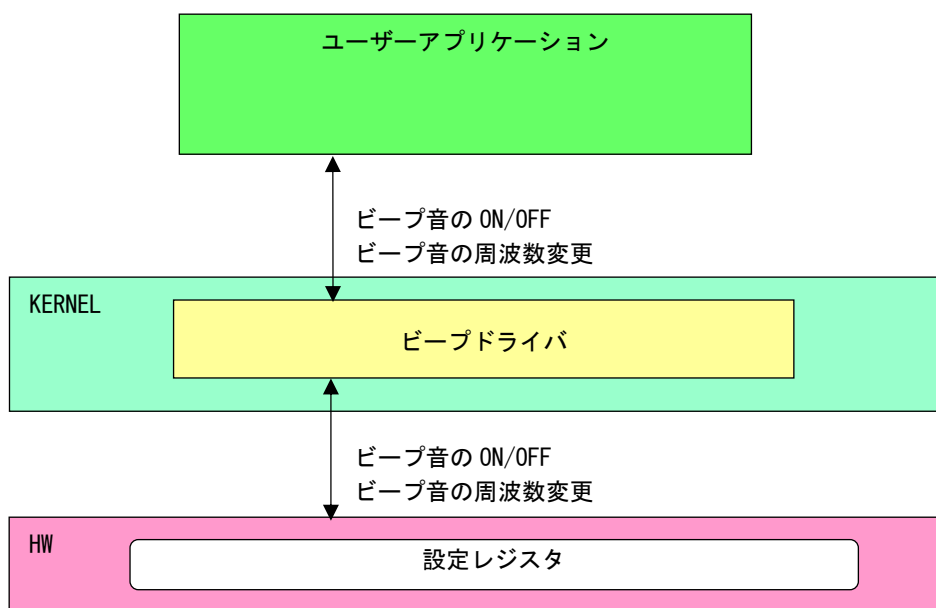 ユーザーアプリケーション
ビープ音の ON/OFF
ビープ音の周波数変更
KERNEL
ビープドライバ
ビープ音の ON/OFF
ビープ音の周波数変更
HW
設定レジスタ